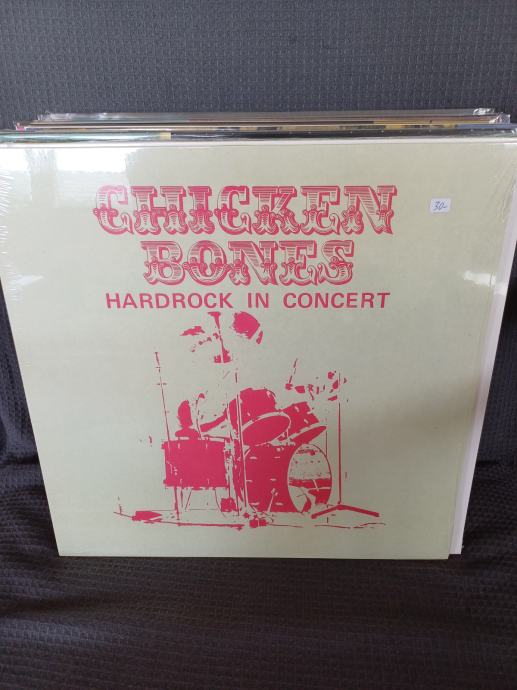 CHICKEN
BONES
HARDROCK IN CONCERT
30-